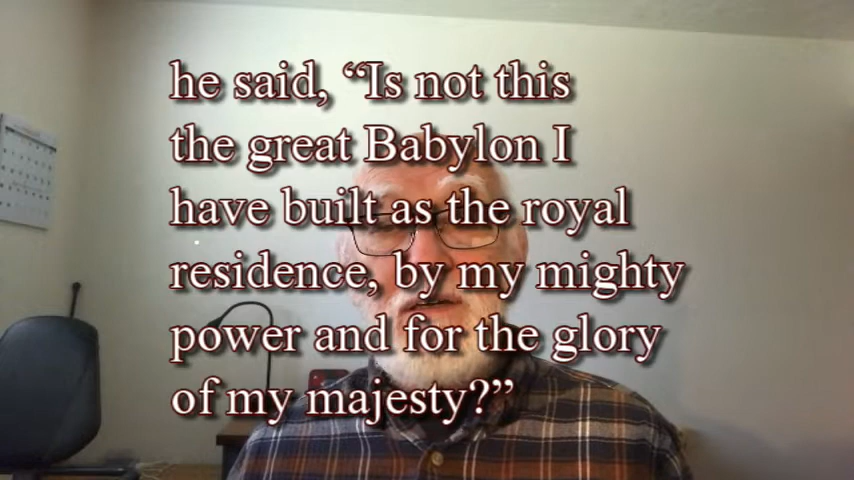 he said, “Is not this
the great Babylon I
have built as the royal
residence, by my mighty
power and for the glory
of my majesty?”